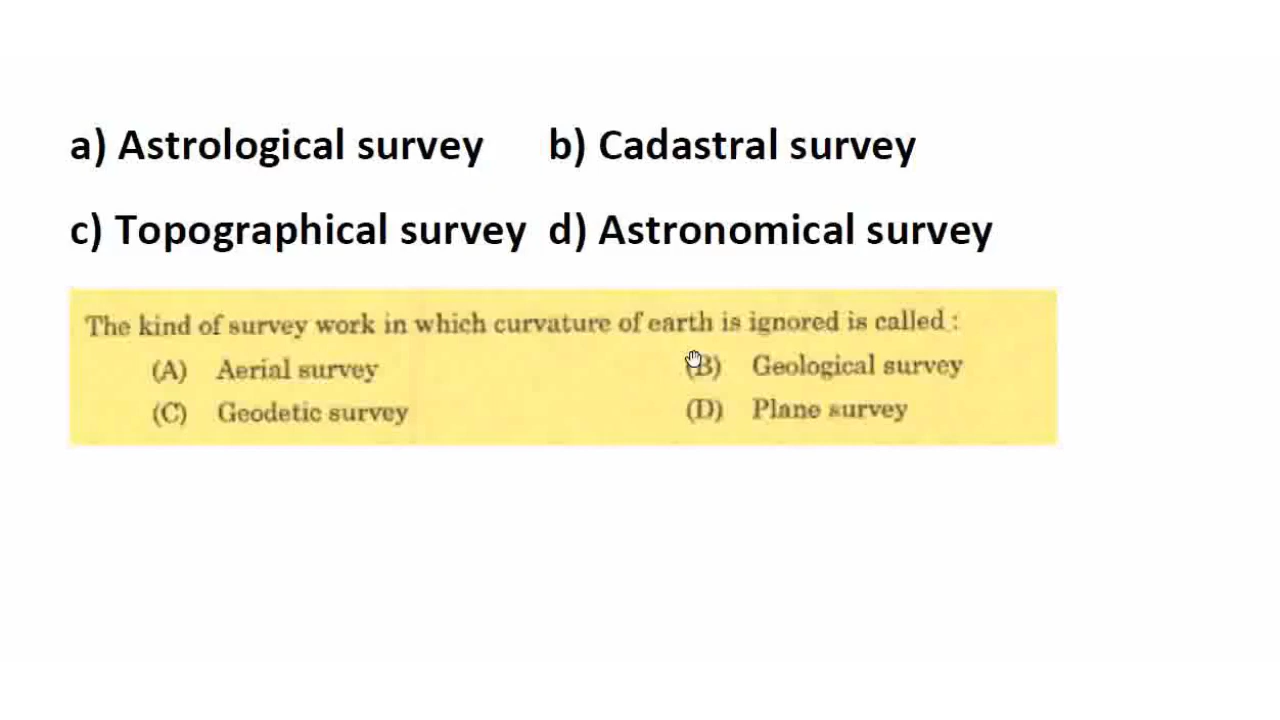 a) Astrological survey b) Cadastral survey
c) Topographical survey d) Astronomical survey
The kind of survey work in which curvature of earth is ignored is called :
(A) Aerial survey (B) Geological survey
(C) Geodetic survey (D) Plane survey